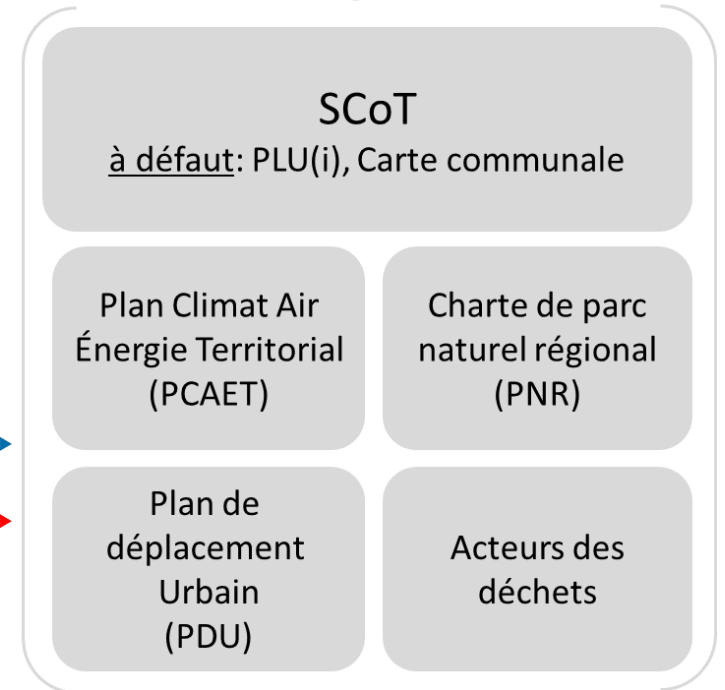 SCoT
à défaut: PLU(i), Carte communale
Plan Climat Air
Énergie Territorial
(PCAET)
Charte de parc
naturel régional
(PNR)
Plan de
déplacement
Urbain
(PDU)
Acteurs des
déchets